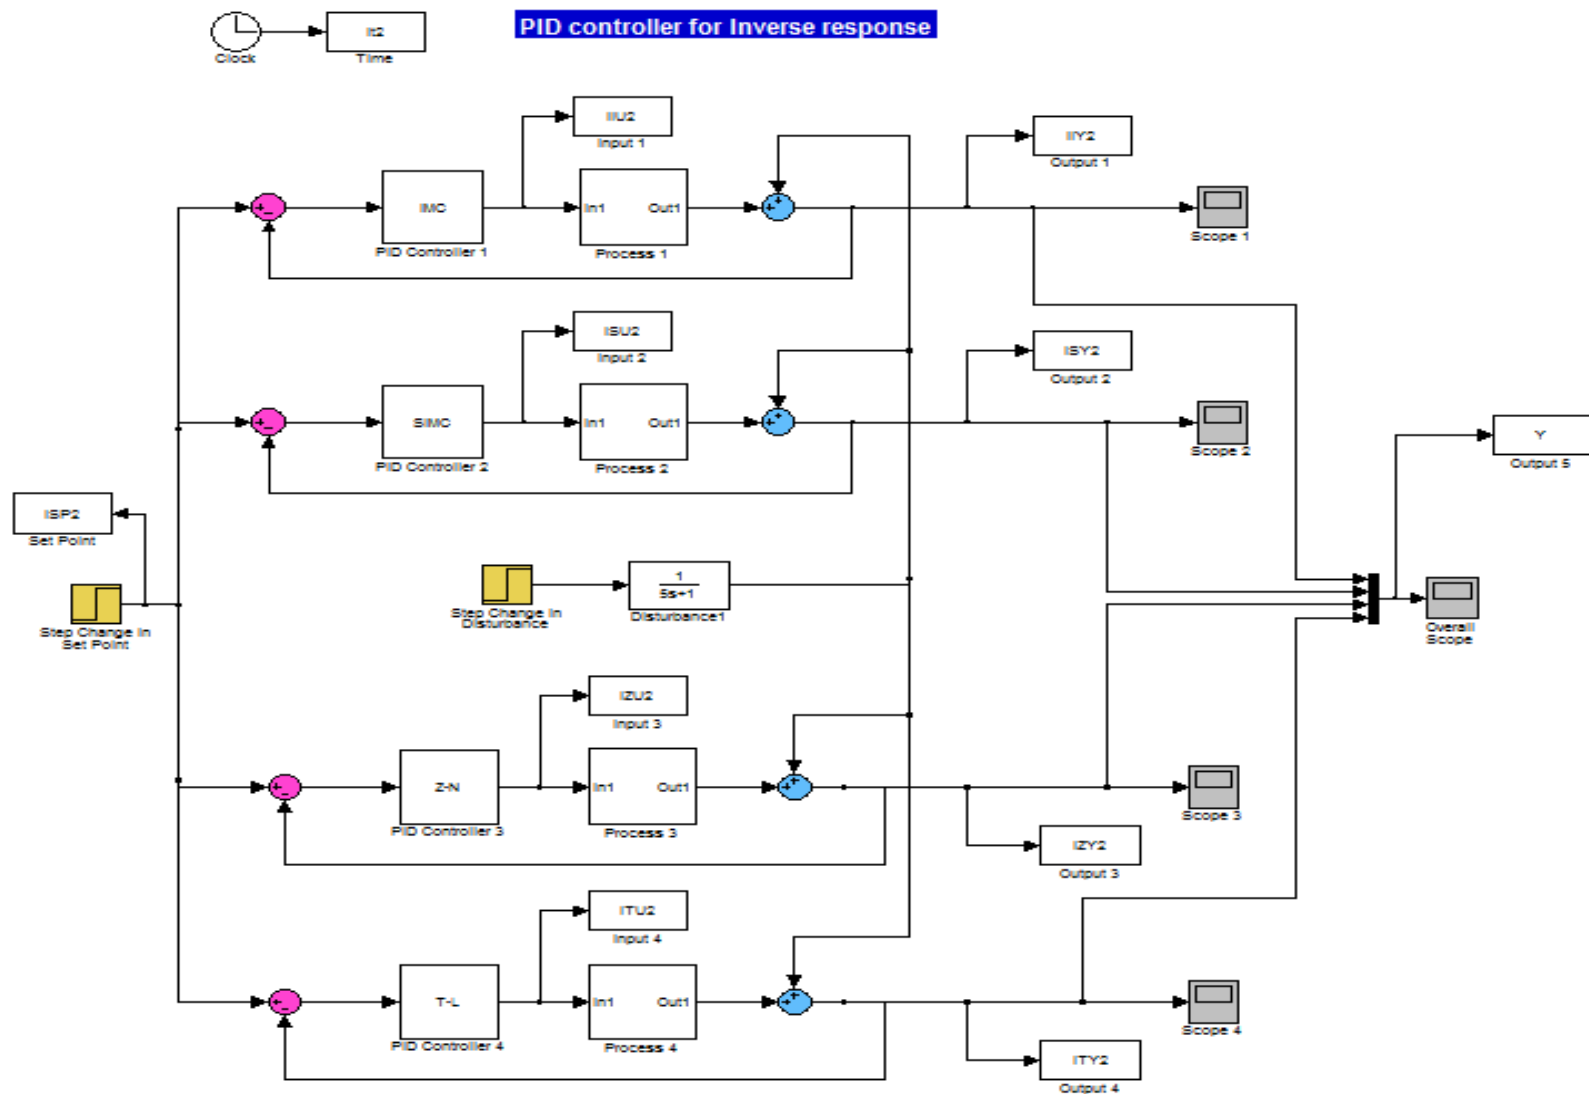 PID controller for Inverse response
It2
Clock
Time
IIU2
Input 1
IIY2
Output 1
+
-
IMC
PID Controller 1
In1
Out1
Process 1
+
+
Scope 1
ISU2
Input 2
ISY2
Output 2
+
-
SIMC
PID Controller 2
In1
Out1
Process 2
+
+
Scope 2
Y
Output 5
ISP2
Set Point
Step Change in
Set Point
Step Change in
Disturbance
1
5s+1
Disturbance1
Overall
Scope
IZU2
Input 3
+
-
Z-N
PID Controller 3
In1
Out1
Process 3
+
+
Scope 3
IZY2
Output 3
ITU2
Input 4
+
-
T-L
PID Controller 4
In1
Out1
Process 4
+
+
Scope 4
ITY2
Output 4